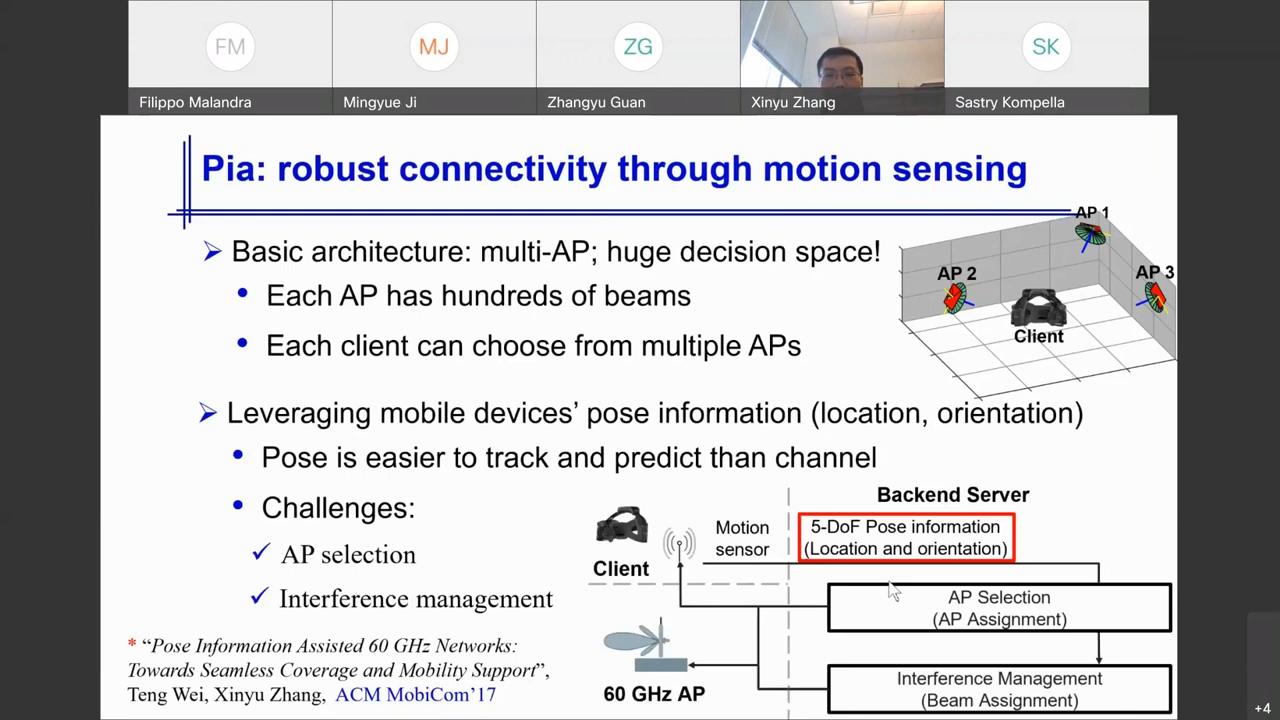 FM
MJ
ZG
SK
Filippo Malandra
Mingyue Ji
Zhangyu Guan
Xinyu Zhang
Sastry Kompella
Pia: robust connectivity through motion sensing
➢ Basic architecture: multi-AP; huge decision space!
• Each AP has hundreds of beams
• Each client can choose from multiple APs
AP 1
AP 2
AP 3
Client
➢ Leveraging mobile devices’ pose information (location, orientation)
• Pose is easier to track and predict than channel
• Challenges:
✓ AP selection
✓ Interference management
Backend Server
Motion
sensor
5-DoF Pose information
(Location and orientation)
Client
AP Selection
(AP Assignment)
Interference Management
(Beam Assignment)
60 GHz AP
* “Pose Information Assisted 60 GHz Networks:
Towards Seamless Coverage and Mobility Support”,
Teng Wei, Xinyu Zhang, ACM MobiCom’17
+4